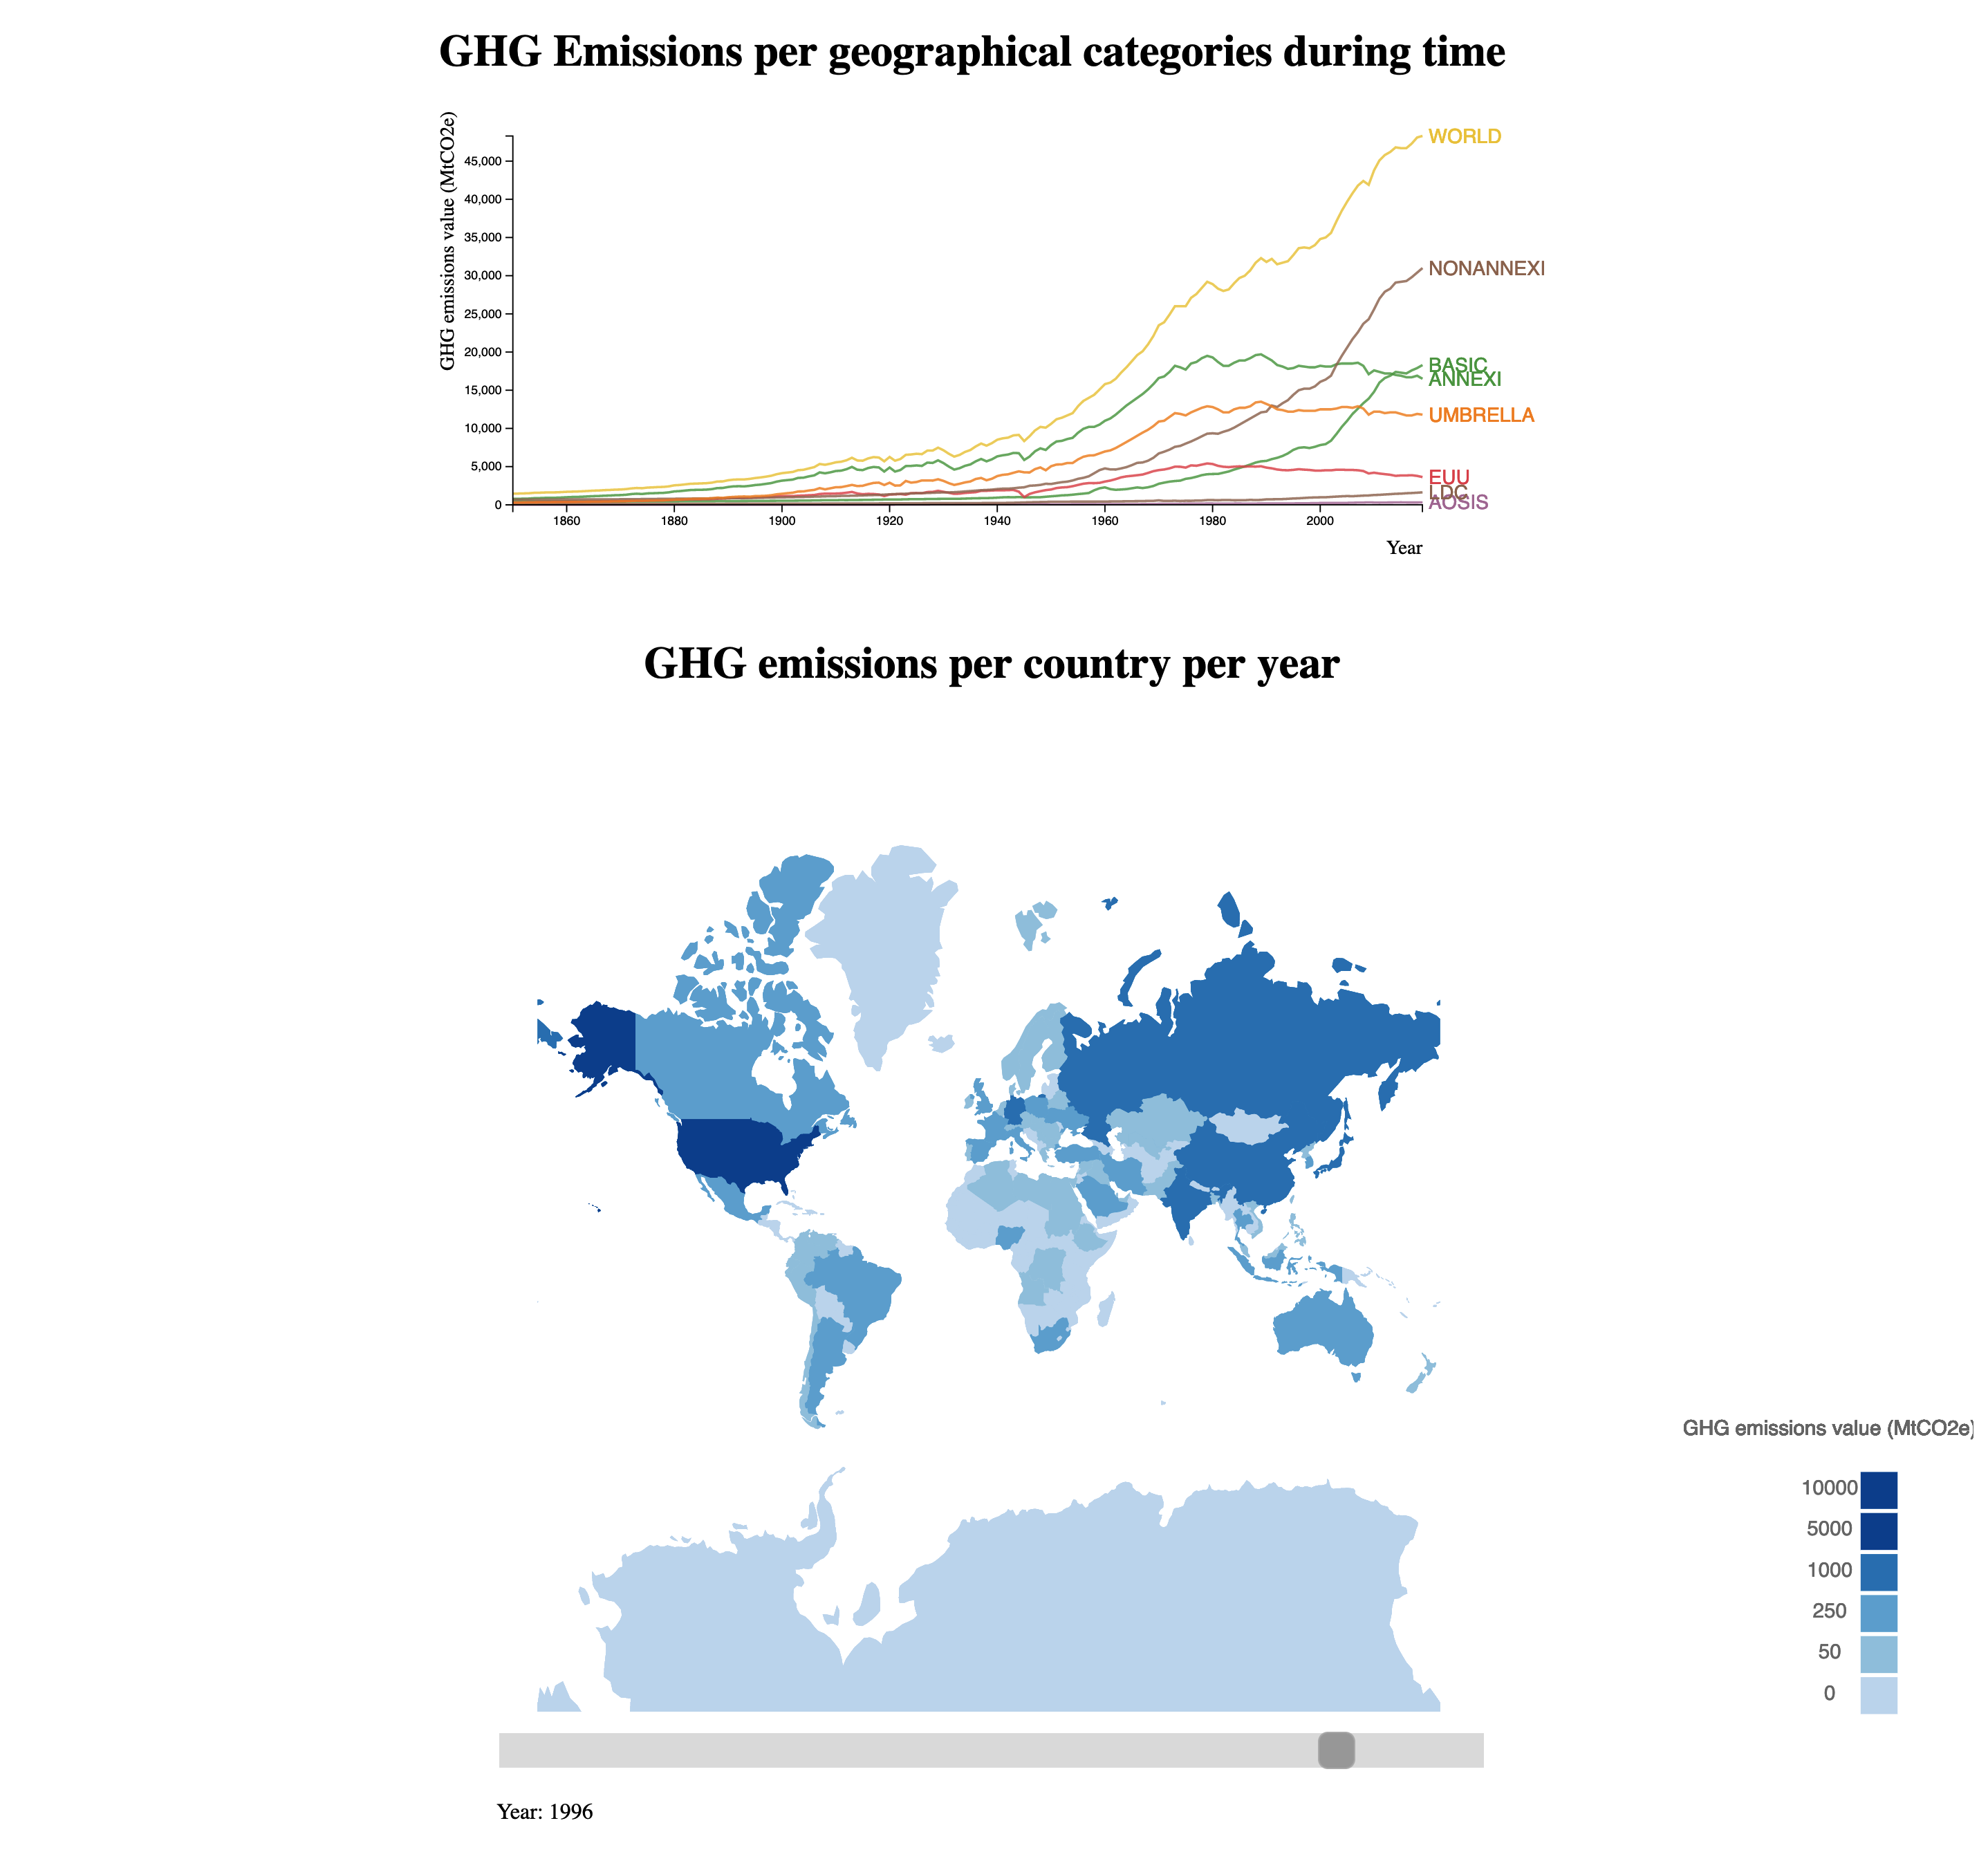 GHG Emissions per geographical categories during time
GHG emissions value (MtCO2e)
45,000
40,000
35,000
30,000
25,000
20,000
15,000
10,000
5,000
0
WORLD
NONANNEXI
BASIC
ANNEXI
UMBRELLA
EUU
LDC
AOSIS
1860 1880 1900 1920 1940 1960 1980 2000
Year
GHG emissions per country per year
GHG emissions value (MtCO2e)
10000
5000
1000
250
50
0
Year: 1996